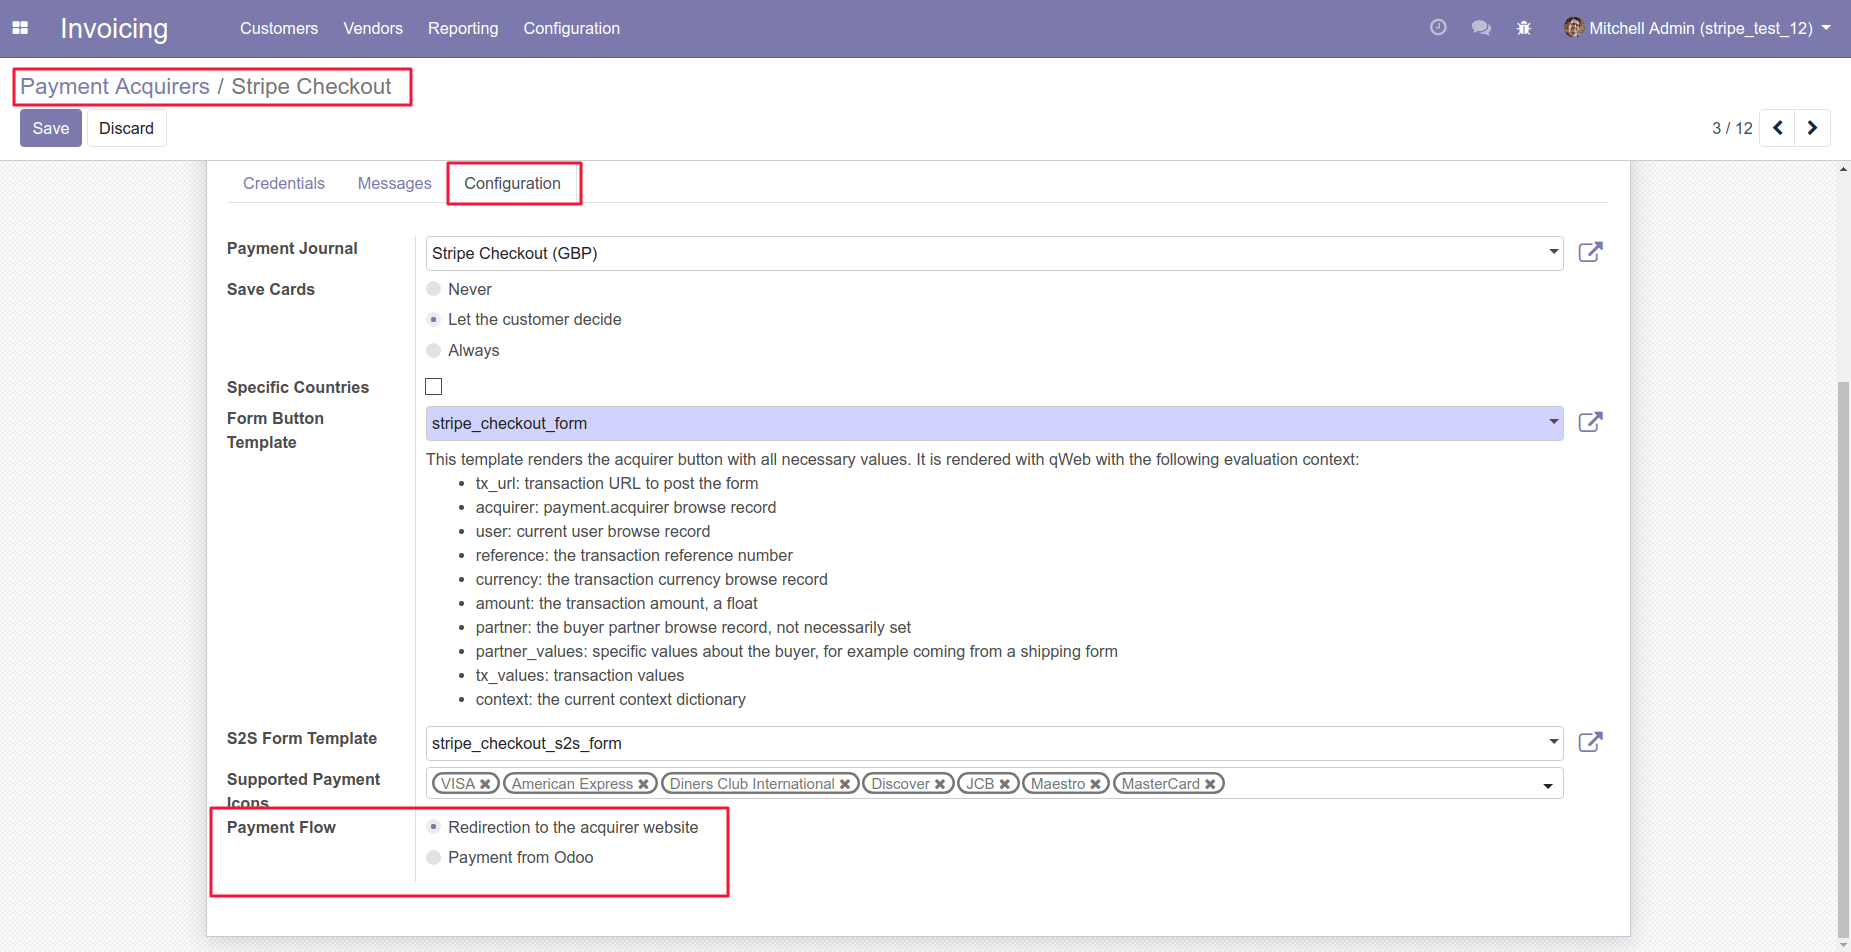 Invoicing Customers Vendors Reporting Configuration Mitchell Admin (stripe_test_12)
Payment Acquirers / Stripe Checkout
Save Discard 3 / 12
Credentials Messages Configuration
Payment Journal Stripe Checkout (GBP)
Save Cards Never
Let the customer decide
Always
Specific Countries
Form Button Template stripe_checkout_form
This template renders the acquirer button with all necessary values. It is rendered with qWeb with the following evaluation context:
• tx_url: transaction URL to post the form
• acquirer: payment.acquirer browse record
• user: current user browse record
• reference: the transaction reference number
• currency: the transaction currency browse record
• amount: the transaction amount, a float
• partner: the buyer partner browse record, not necessarily set
• partner_values: specific values about the buyer, for example coming from a shipping form
• tx_values: transaction values
• context: the current context dictionary
S2S Form Template stripe_checkout_s2s_form
Supported Payment Icons VISA American Express Diners Club International Discover JCB Maestro MasterCard
Payment Flow Redirection to the acquirer website
Payment from Odoo